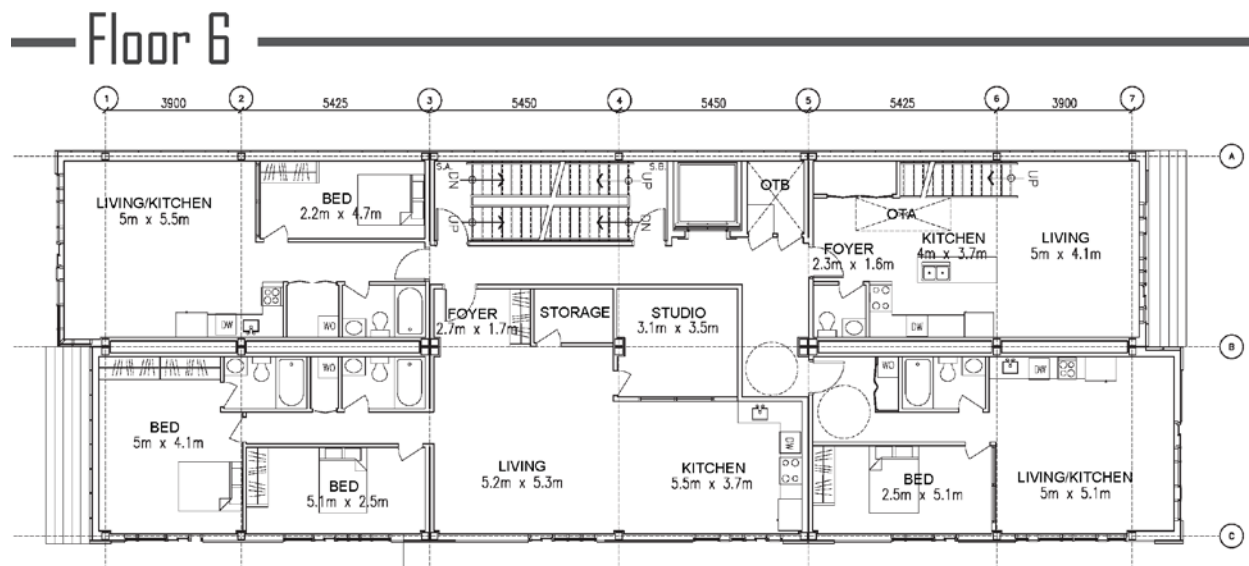 Floor 6
1 2 3 4 5 6 7
3900 5425 5450 5450 5425 3900
A
S.A. S.B.
DN UP
UP DN
OTB
UP
LIVING/KITCHEN
5m x 5.5m
BED
2.2m x 4.7m
OTA
FOYER
2.3m x 1.6m
KITCHEN
4m x 3.7m
LIVING
5m x 4.1m
DW
WO
FOYER
2.7m x 1.7m
STORAGE
STUDIO
3.1m x 3.5m
DW
B
WO
WO
DW
BED
5m x 4.1m
BED
5.1m x 2.5m
LIVING
5.2m x 5.3m
KITCHEN
5.5m x 3.7m
DW
BED
2.5m x 5.1m
LIVING/KITCHEN
5m x 5.1m
C